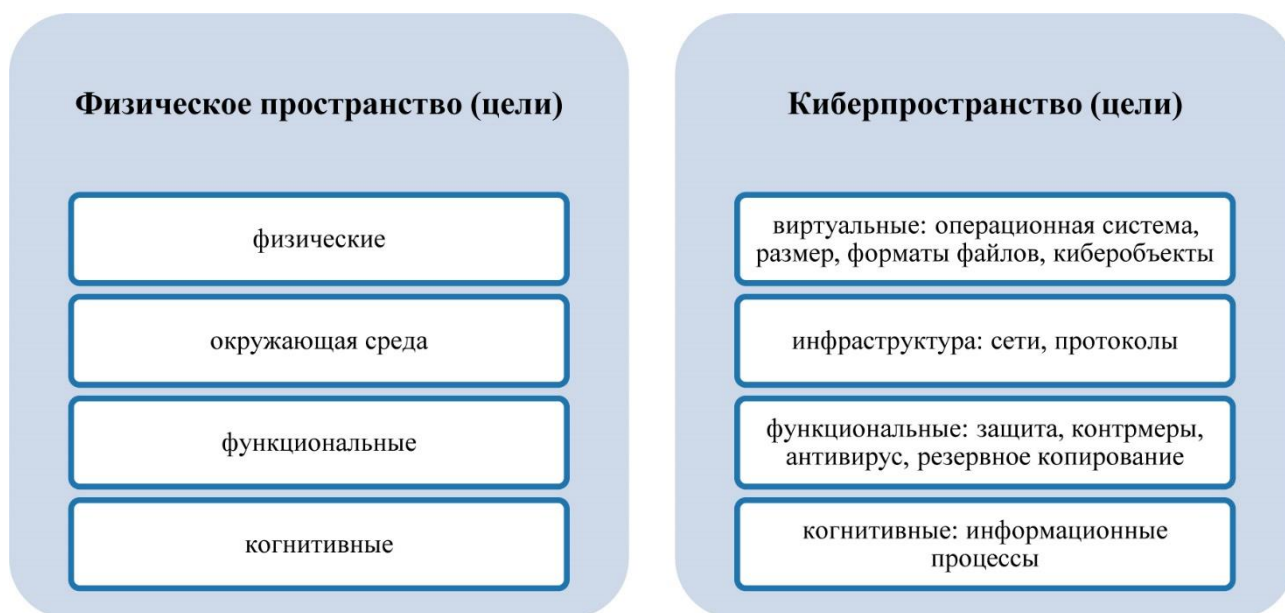 Физическое пространство (цели)
физические
окружающая среда
функциональные
когнитивные
Киберпространство (цели)
виртуальные: операционная система,
размер, форматы файлов, киберобъекты
инфраструктура: сети, протоколы
функциональные: защита, контрмеры,
антивирус, резервное копирование
когнитивные: информационные
процессы